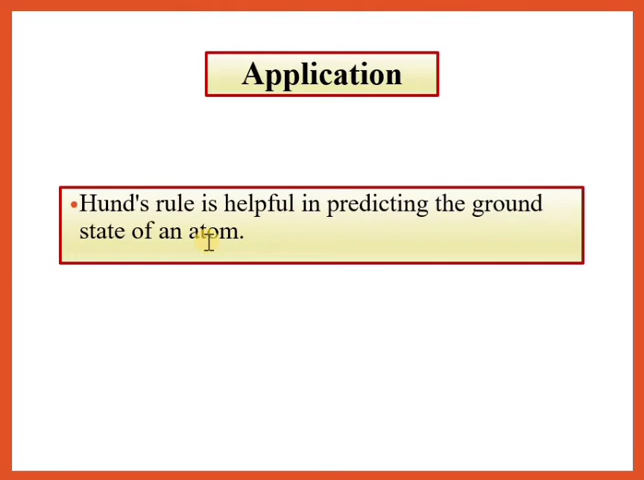 Application
•Hund's rule is helpful in predicting the ground
state of an atom.